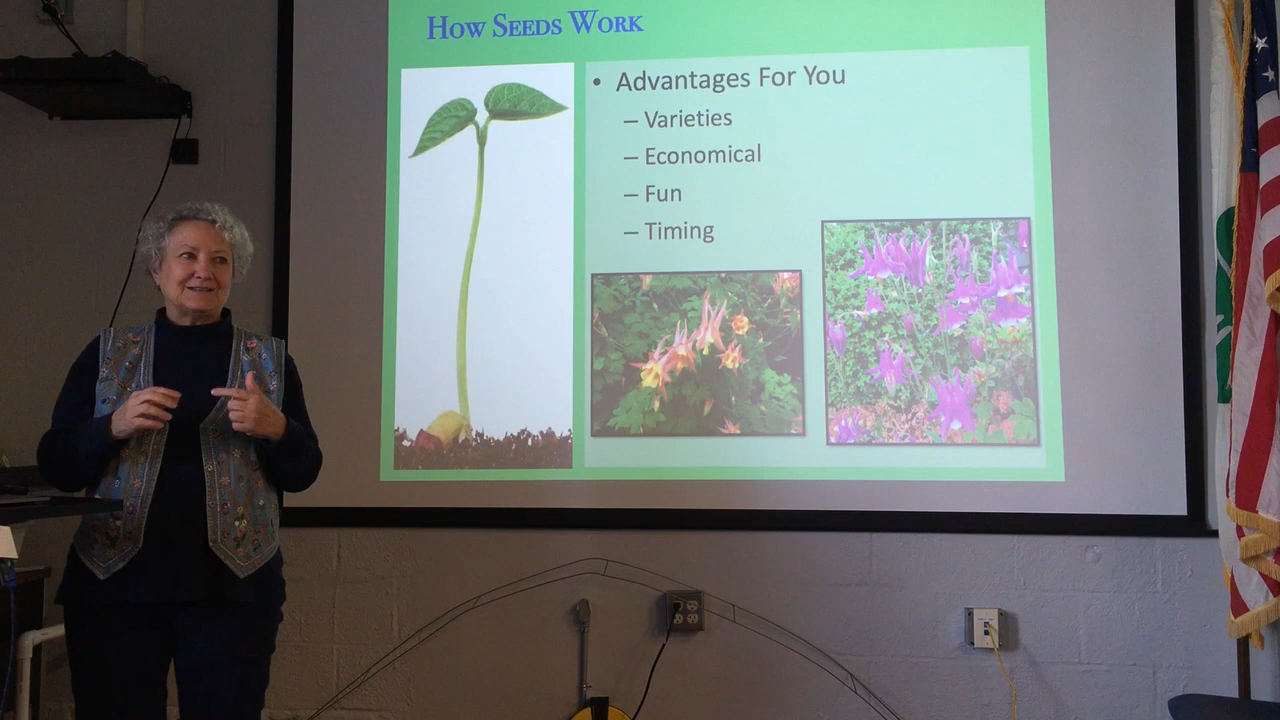 How Seeds Work
• Advantages For You
– Varieties
– Economical
– Fun
– Timing